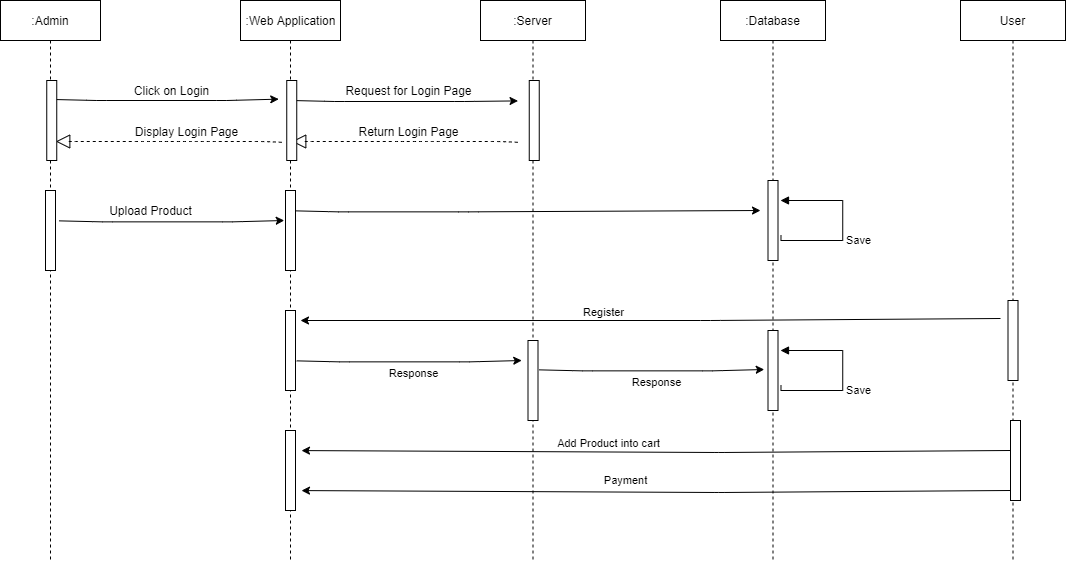 :Admin
:Web Application
:Server
:Database
User
Click on Login
Request for Login Page
Display Login Page
Return Login Page
Upload Product
Save
Register
Response
Response
Save
Add Product into cart
Payment